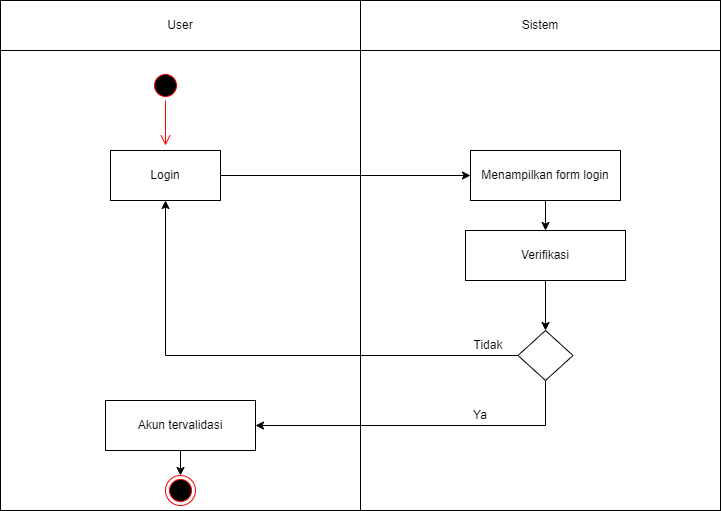 User
Sistem
Login
Menampilkan form login
Verifikasi
Tidak
Ya
Akun tervalidasi